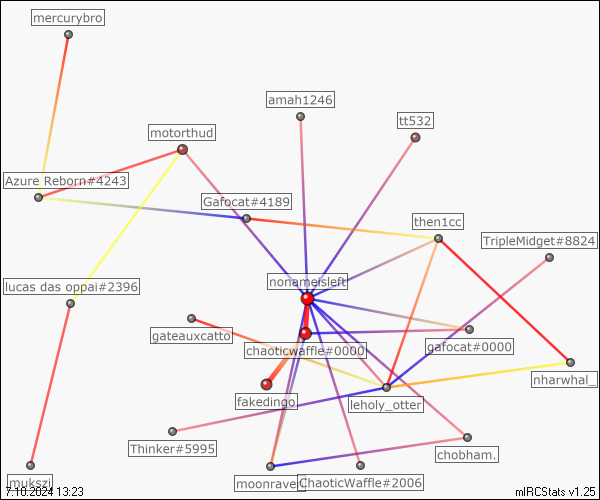 mercurybro
amah1246
tt532
motorthud
Azure Reborn#4243
Gafocat#4189
then1cc
TripleMidget#8824
nonameisleft
lucas das oppai#2396
gateauxcatto
chaoticwaffle#0000
gafocat#0000
nharwhal_
fakedingo
leholy_otter
Thinker#5995
chobham.
mukszi
moonrave
ChaoticWaffle#2006
7.10.2024 13:23
mIRCStats v1.25